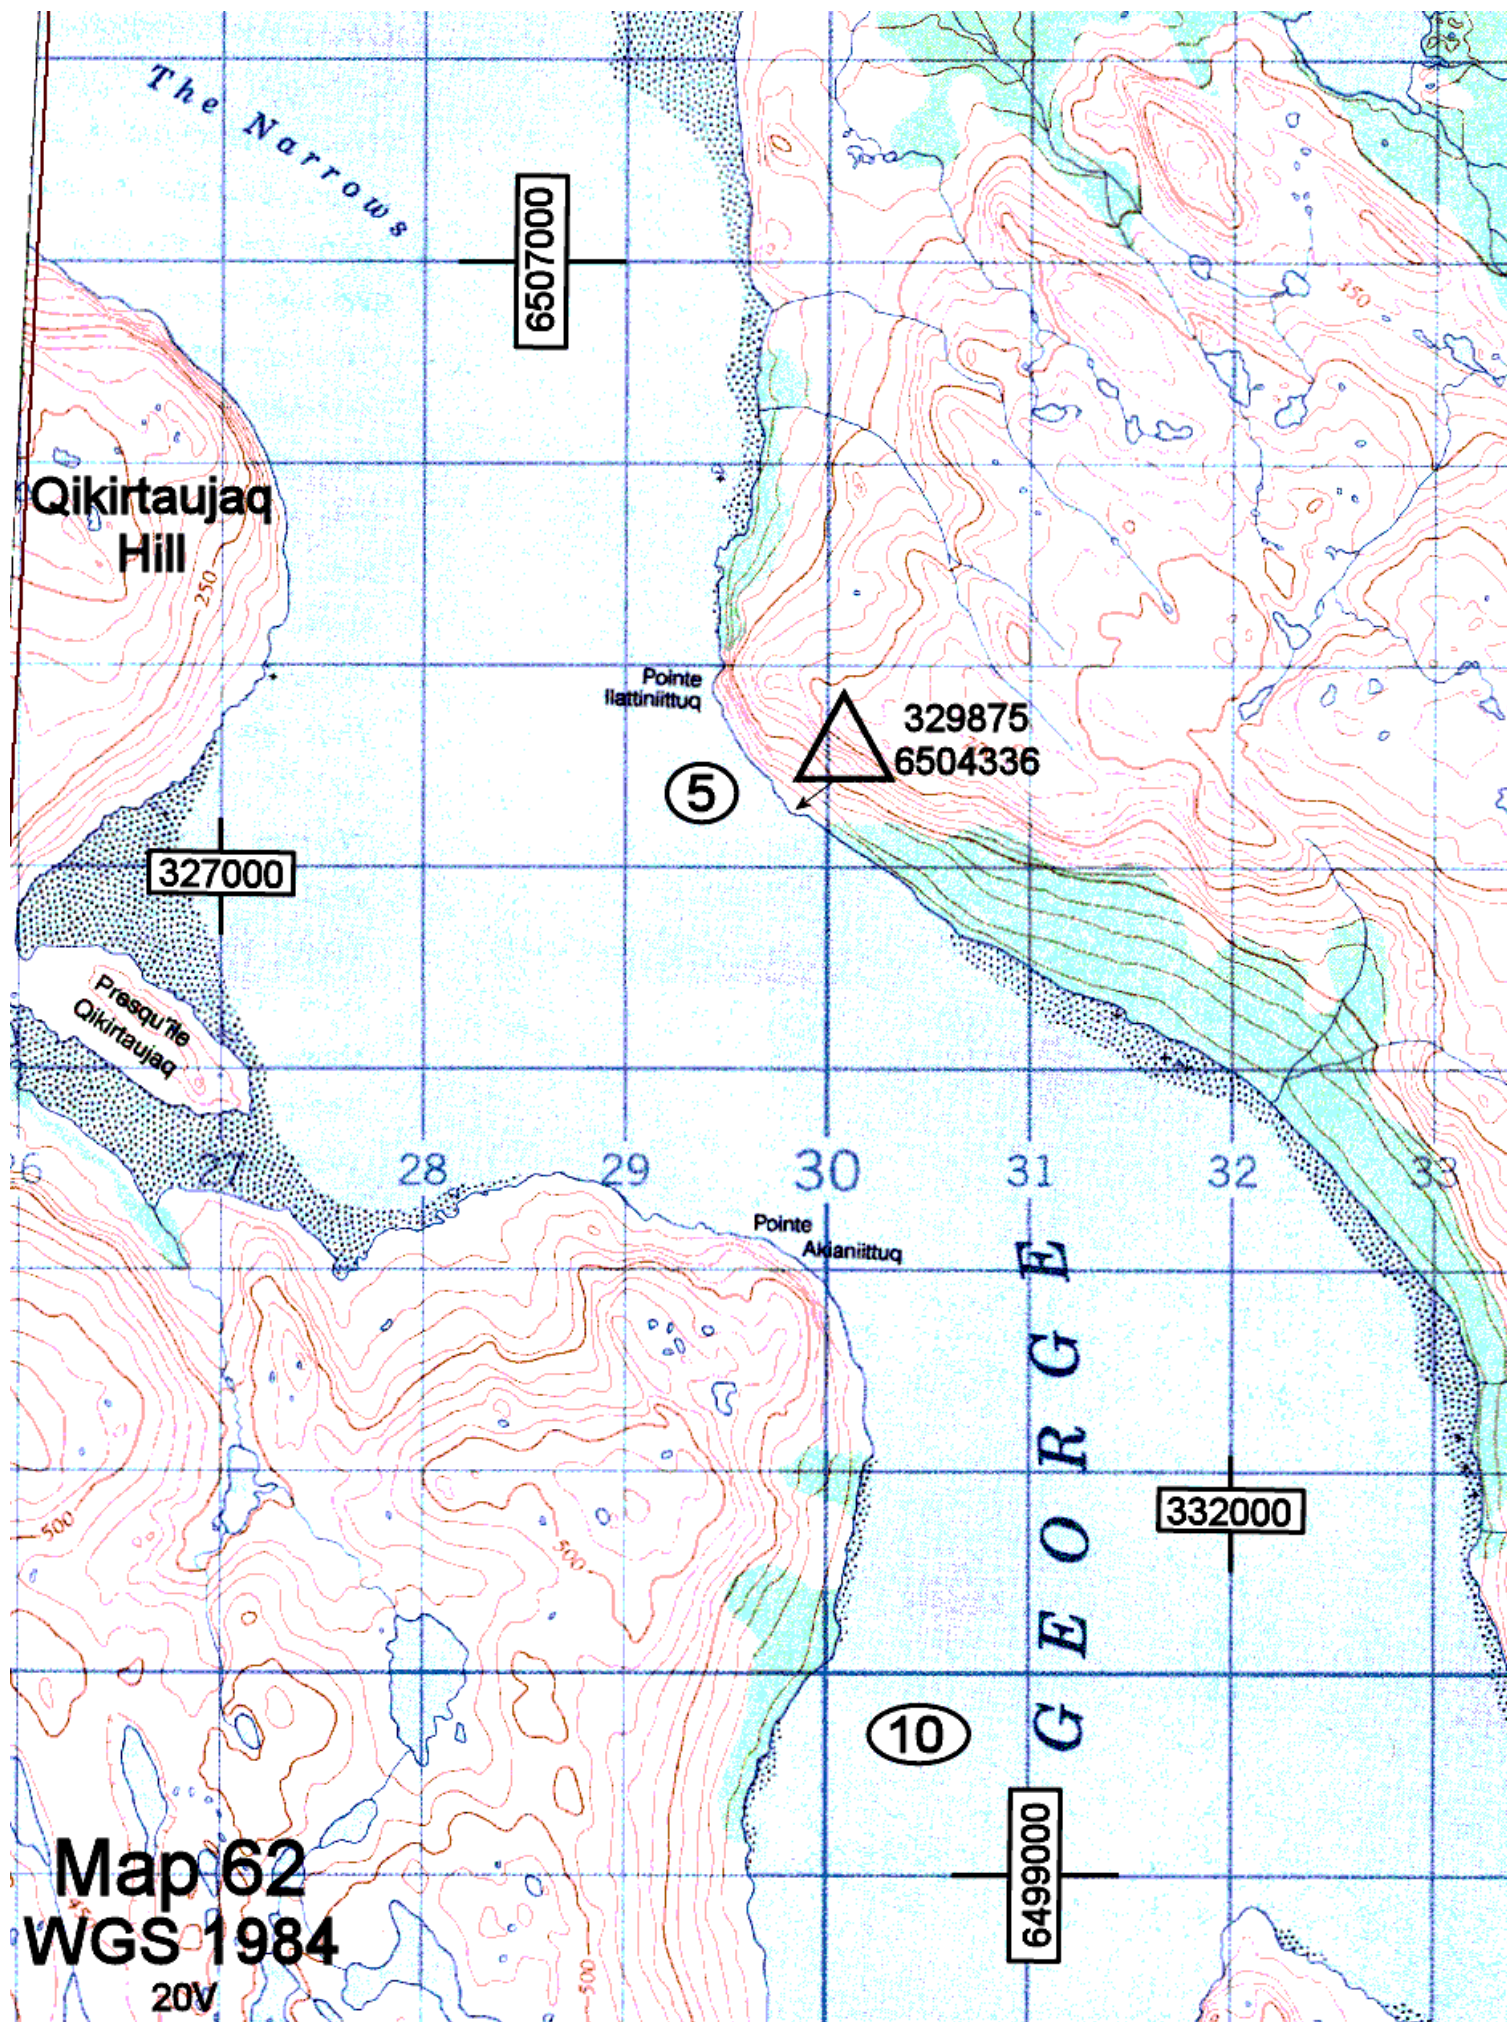 The Narrows
6507000
350
Qikirtaujaq
Hill
250
Pointe
Ilattiniittuq
329875
6504336
5
327000
Presqu'île
Qikirtaujaq
27
28
29
30
31
32
33
Pointe
Akianiittuq
GEORGE
500
500
332000
10
6499000
Map 62
WGS 1984
20V
500